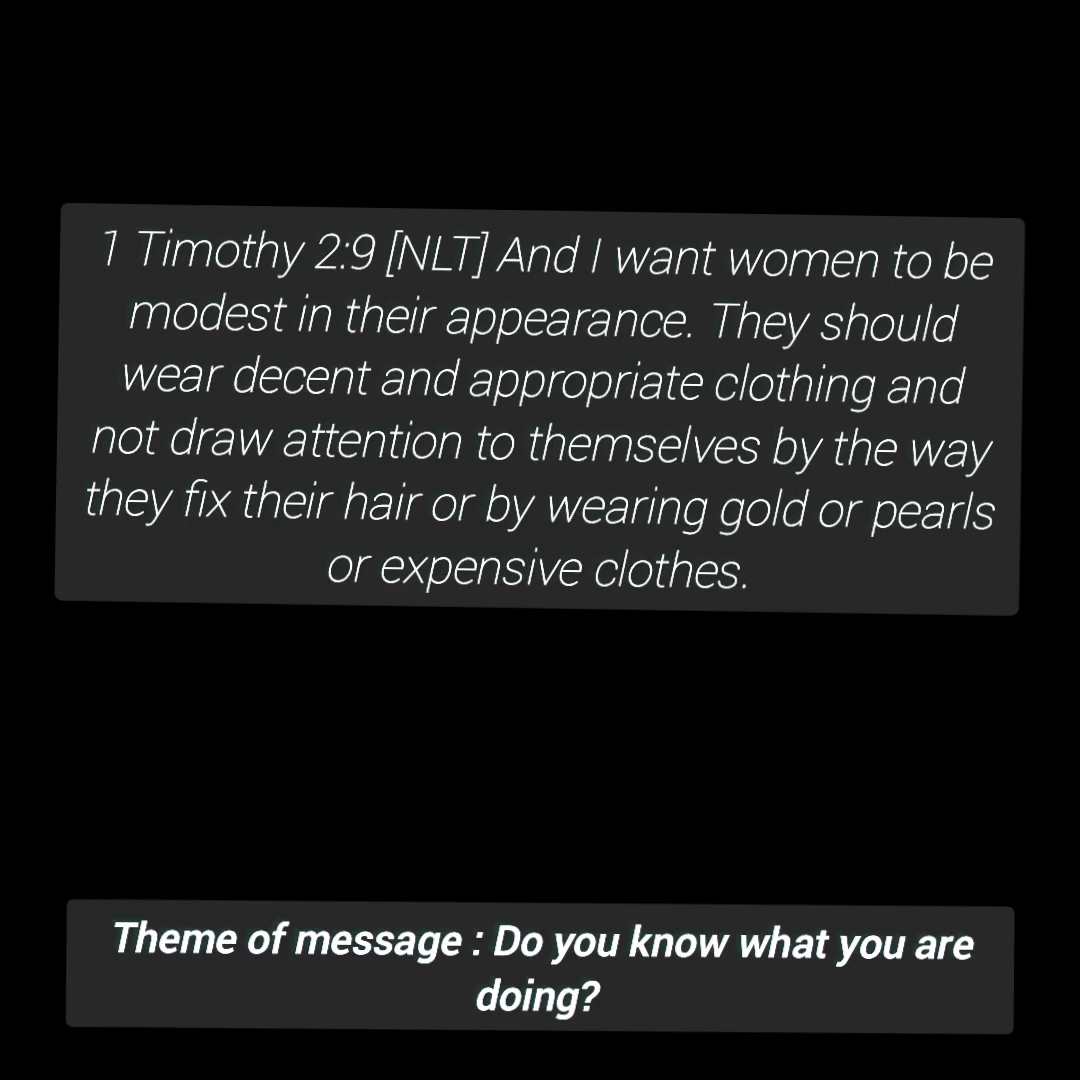 1 Timothy 2:9 [NLT] And I want women to be
modest in their appearance. They should
wear decent and appropriate clothing and
not draw attention to themselves by the way
they fix their hair or by wearing gold or pearls
or expensive clothes.
Theme of message : Do you know what you are
doing?